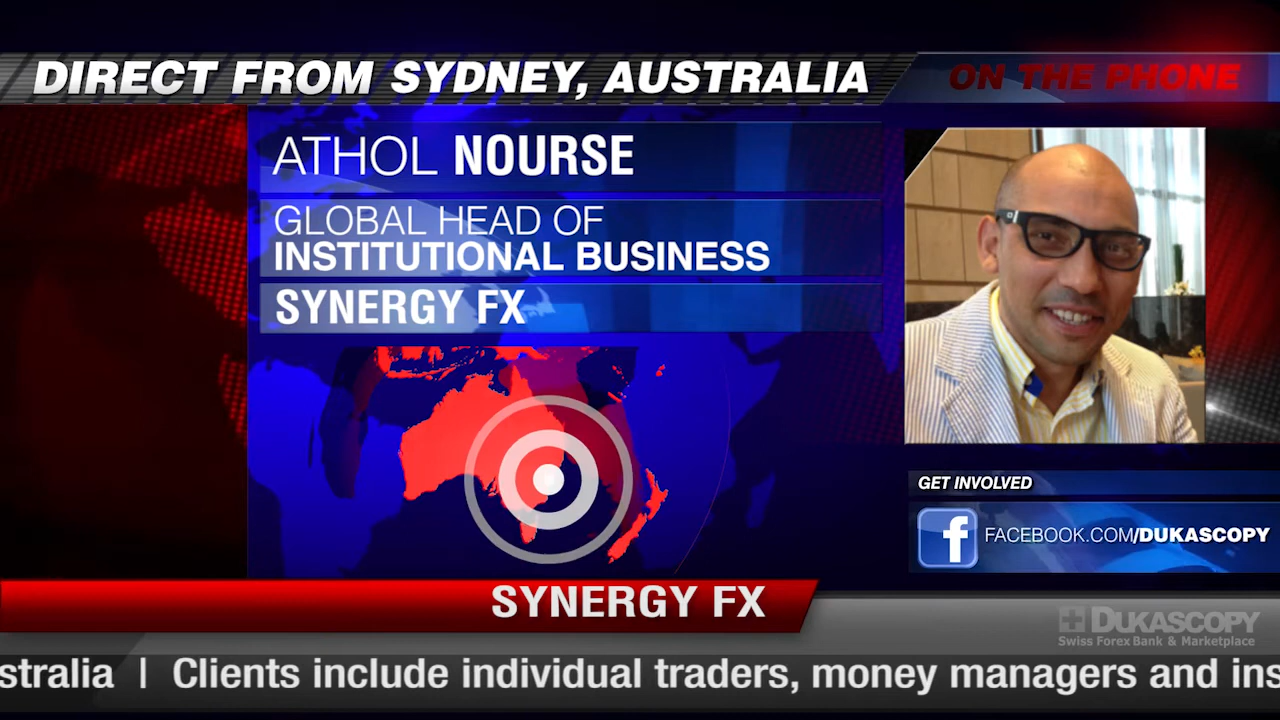 DIRECT FROM SYDNEY, AUSTRALIA
ON THE PHONE
ATHOL NOURSE
GLOBAL HEAD OF
INSTITUTIONAL BUSINESS
SYNERGY FX
GET INVOLVED
f FACEBOOK.COM/DUKASCOPY
SYNERGY FX
DUKASCOPY
Swiss Forex Bank & Marketplace
stralia | Clients include individual traders, money managers and ins